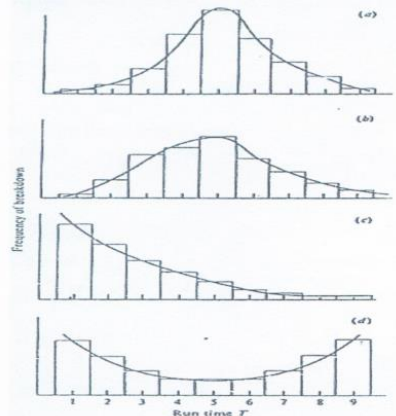 (a)
(b)
(c)
(d)
Frequency of breakdown
1 2 3 4 5 6 7 8 9
Run time T